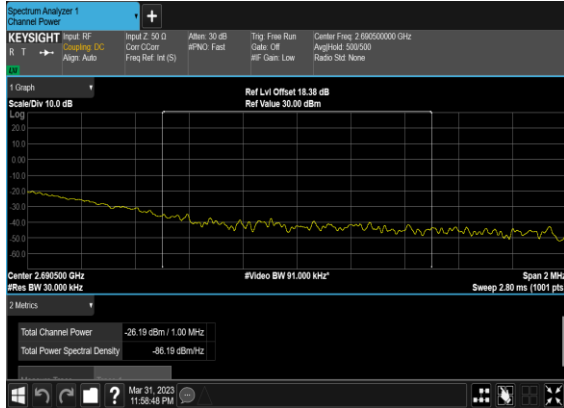 Spectrum Analyzer 1
Channel Power
+
KEYSIGHT
R T
Input: RF
Coupling: DC
Align: Auto
Input Z: 50 Ω
Corr CCorr
Freq Ref: Int (S)
Atten: 30 dB
#PNO: Fast
Trig: Free Run
Gate: Off
#IF Gain: Low
Center Freq: 2.690500000 GHz
Avg|Hold: 500/500
Radio Std: None
1 Graph
Scale/Div 10.0 dB
Ref Lvl Offset 18.38 dB
Ref Value 30.00 dBm
Log
20.0
10.0
0.00
-10.0
-20.0
-30.0
-40.0
-50.0
-60.0
Center 2.690500 GHz
#Res BW 30.000 kHz
#Video BW 91.000 kHz*
Span 2 MHz
Sweep 2.80 ms (1001 pts
2 Metrics
Total Channel Power -26.19 dBm / 1.00 MHz
Total Power Spectral Density -86.19 dBm/Hz
?
Mar 31, 2023
11:58:48 PM